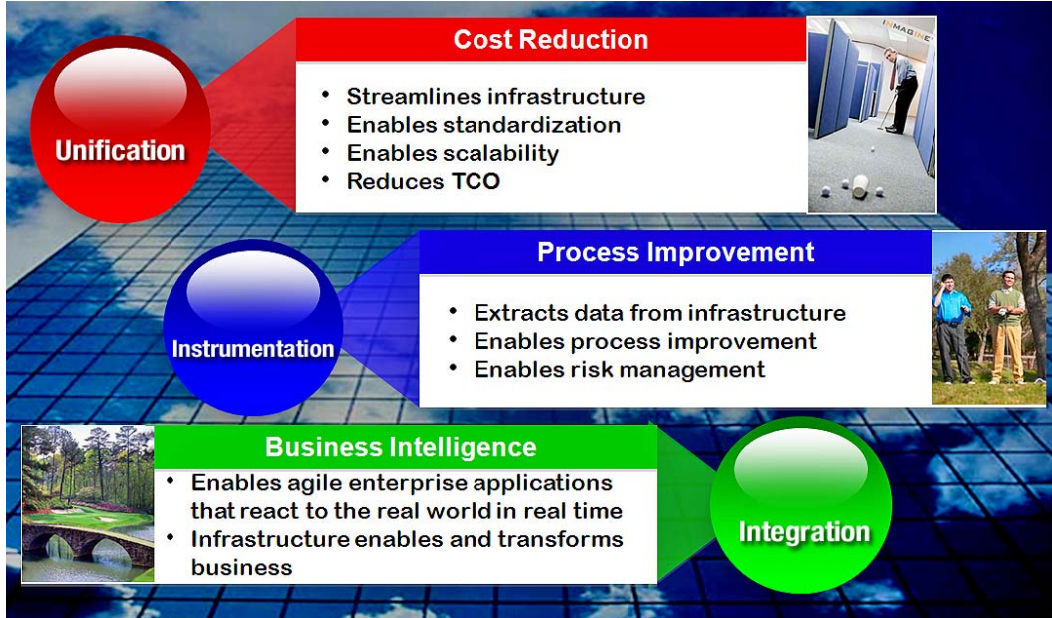 INMAGINE
Cost Reduction
Unification
• Streamlines infrastructure
• Enables standardization
• Enables scalability
• Reduces TCO
Process Improvement
Instrumentation
• Extracts data from infrastructure
• Enables process improvement
• Enables risk management
Business Intelligence
• Enables agile enterprise applications
that react to the real world in real time
• Infrastructure enables and transforms
business
Integration